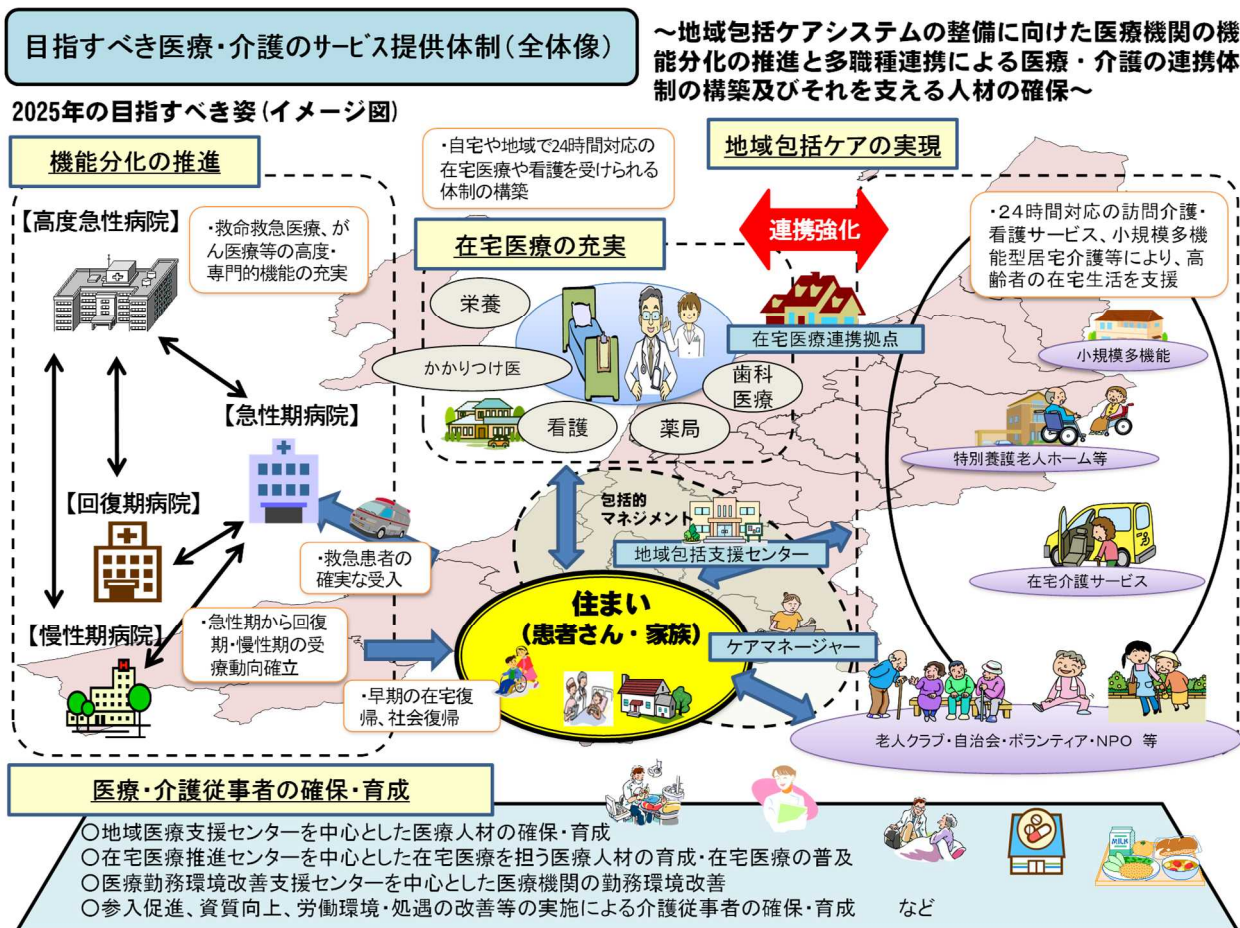 目指すべき医療・介護のサービス提供体制(全体像)
～地域包括ケアシステムの整備に向けた医療機関の機
能分化の推進と多職種連携による医療・介護の連携体
制の構築及びそれを支える人材の確保～
2025年の目指すべき姿(イメージ図)
機能分化の推進
【高度急性病院】
・救命救急医療、が
ん医療等の高度・
専門的機能の充実
【急性期病院】
【回復期病院】
・救急患者の
確実な受入
【慢性期病院】
・急性期から回復
期・慢性期の受
療動向確立
・早期の在宅復
帰、社会復帰
・自宅や地域で24時間対応の
在宅医療や看護を受けられる
体制の構築
在宅医療の充実
栄養
かかりつけ医
看護
薬局
歯科
医療
連携強化
在宅医療連携拠点
包括的
マネジメント
地域包括支援センター
住まい
(患者さん・家族)
ケアマネージャー
地域包括ケアの実現
・24時間対応の訪問介護・
看護サービス、小規模多機
能型居宅介護等により、高
齢者の在宅生活を支援
小規模多機能
特別養護老人ホーム等
在宅介護サービス
老人クラブ・自治会・ボランティア・NPO 等
医療・介護従事者の確保・育成
○地域医療支援センターを中心とした医療人材の確保・育成
○在宅医療推進センターを中心とした在宅医療を担う医療人材の育成・在宅医療の普及
○医療勤務環境改善支援センターを中心とした医療機関の勤務環境改善
○参入促進、資質向上、労働環境・処遇の改善等の実施による介護従事者の確保・育成 など
H
MILK